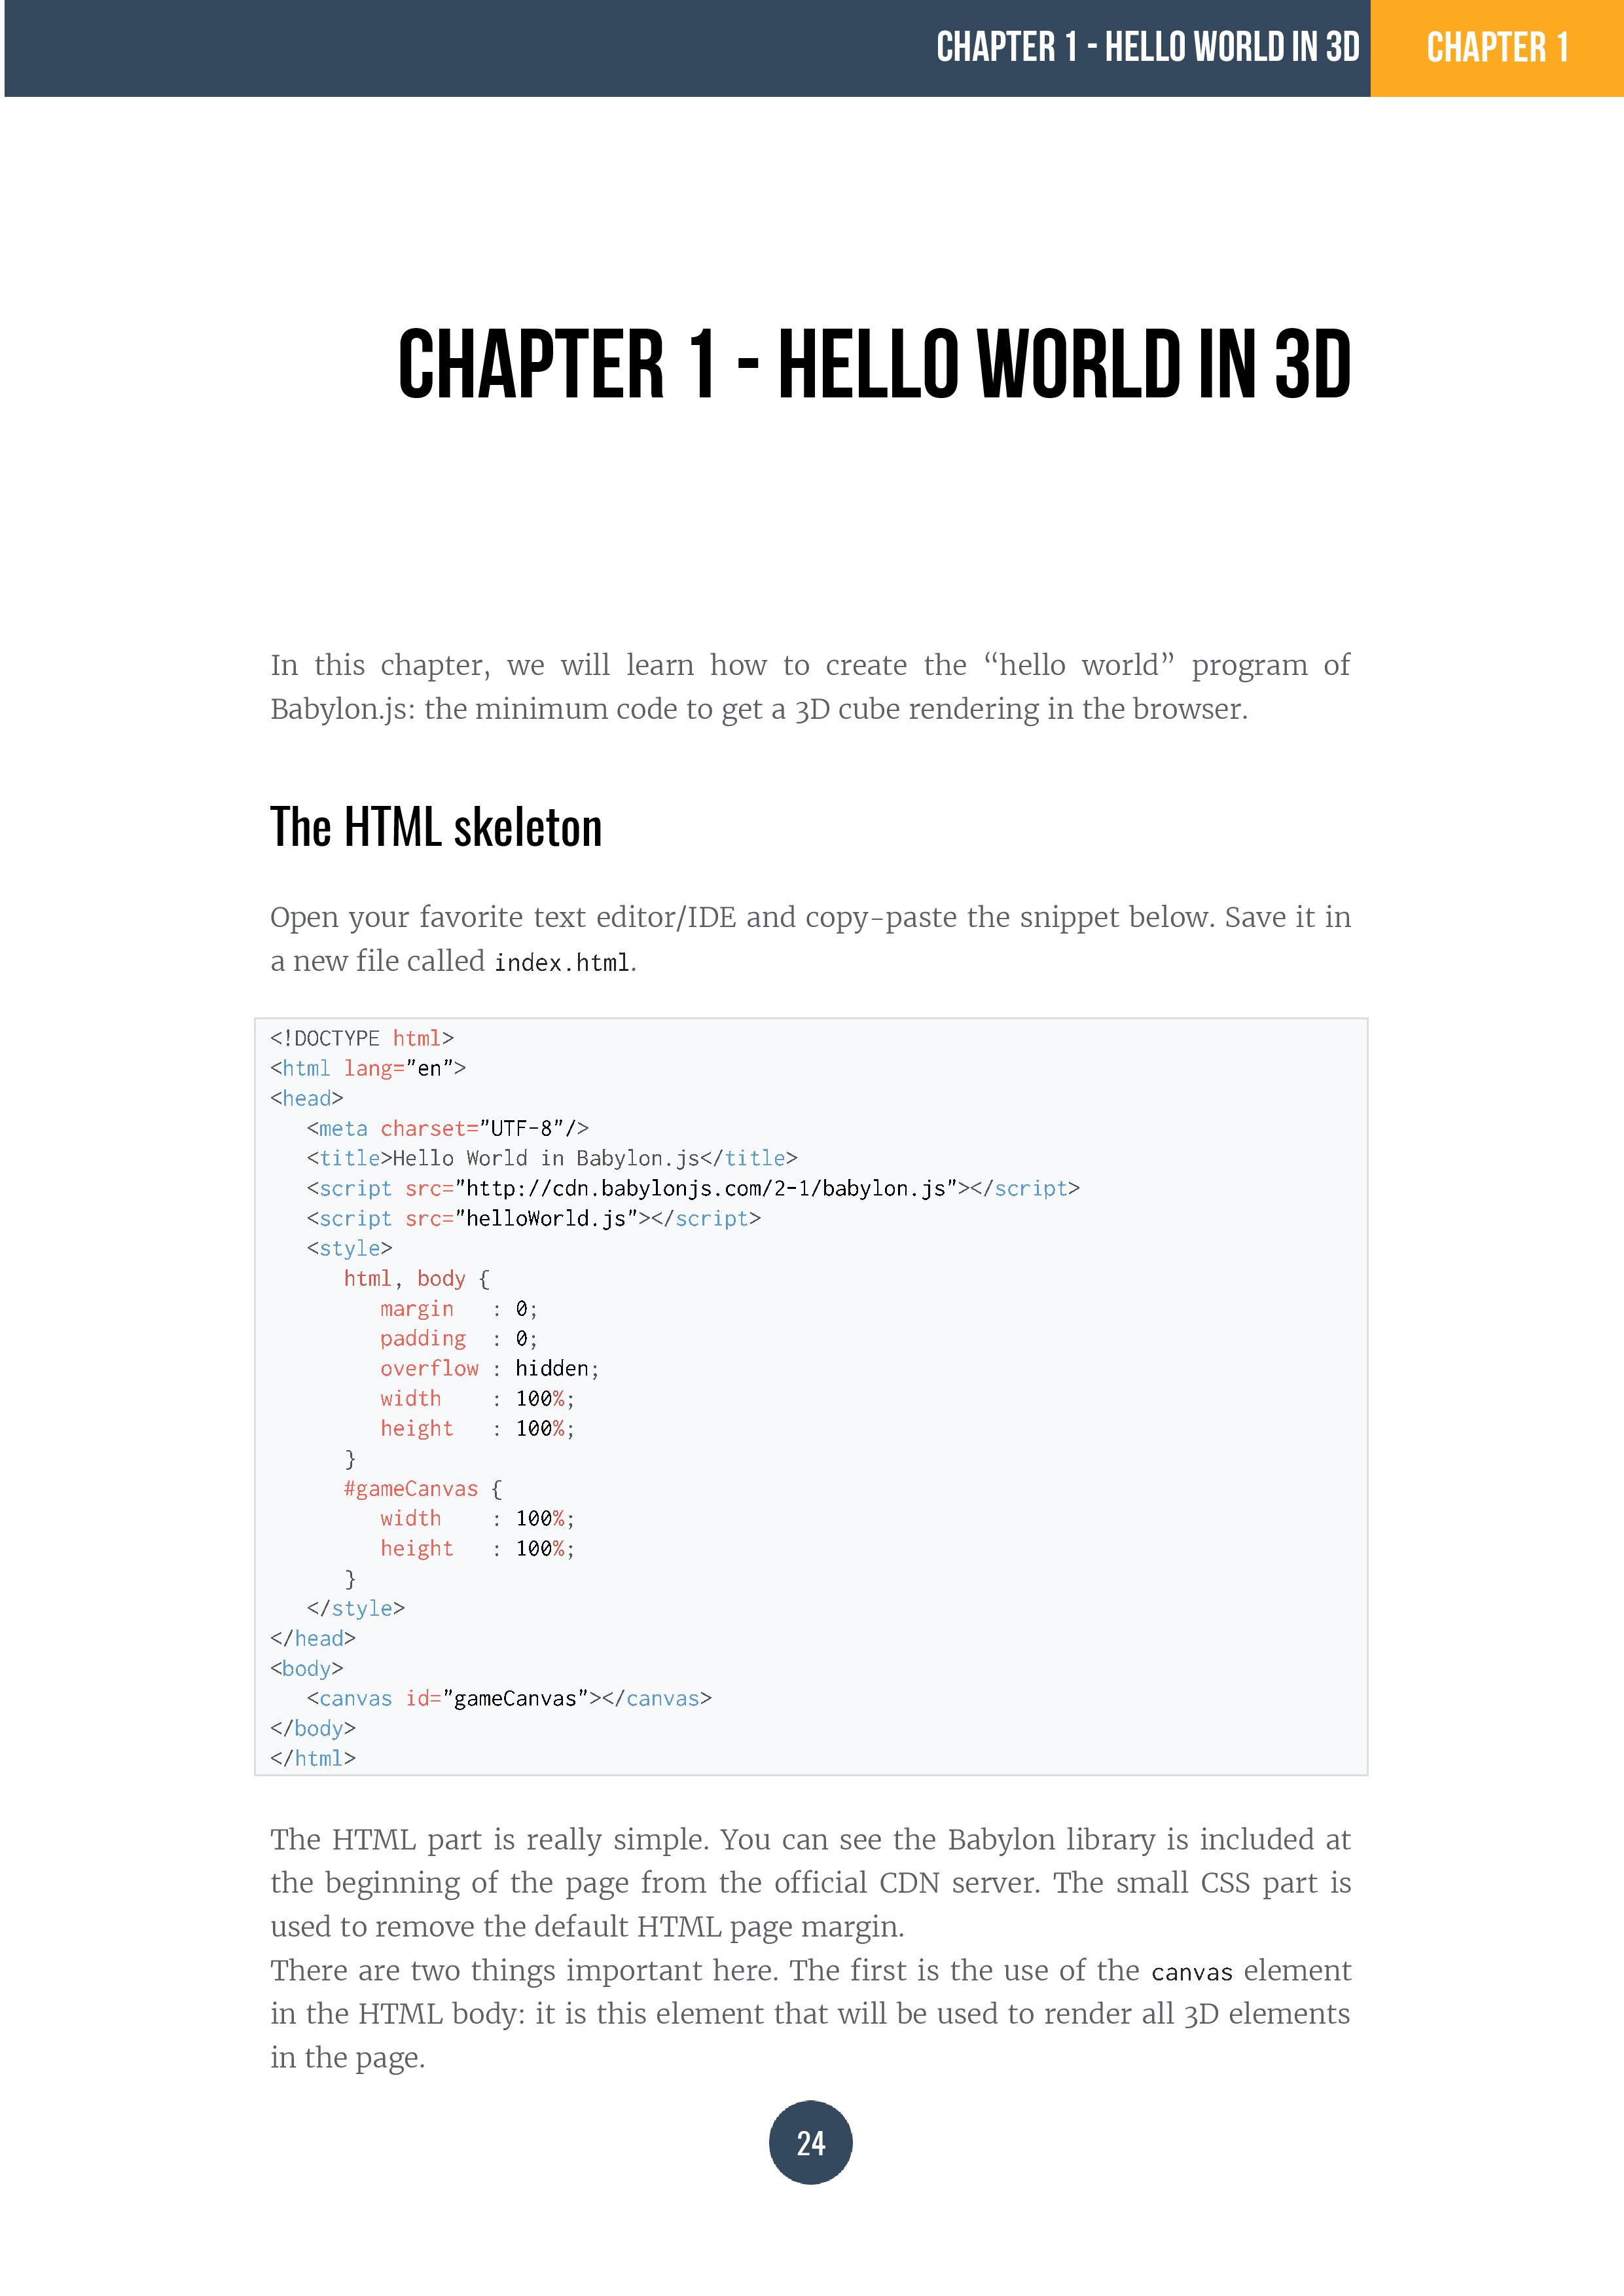 CHAPTER 1 - HELLO WORLD IN 3D CHAPTER 1
CHAPTER 1 - HELLO WORLD IN 3D
In this chapter, we will learn how to create the “hello world” program of
Babylon.js: the minimum code to get a 3D cube rendering in the browser.
The HTML skeleton
Open your favorite text editor/IDE and copy-paste the snippet below. Save it in
a new file called index.html.
<!DOCTYPE html>
<html lang="en">
<head>
   <meta charset="UTF-8"/>
   <title>Hello World in Babylon.js</title>
   <script src="http://cdn.babylonjs.com/2-1/babylon.js"></script>
   <script src="helloWorld.js"></script>
   <style>
      html, body {
         margin   : 0;
         padding  : 0;
         overflow : hidden;
         width    : 100%;
         height   : 100%;
      }
      #gameCanvas {
         width    : 100%;
         height   : 100%;
      }
   </style>
</head>
<body>
   <canvas id="gameCanvas"></canvas>
</body>
</html>
The HTML part is really simple. You can see the Babylon library is included at
the beginning of the page from the official CDN server. The small CSS part is
used to remove the default HTML page margin.
There are two things important here. The first is the use of the canvas element
in the HTML body: it is this element that will be used to render all 3D elements
in the page.
24